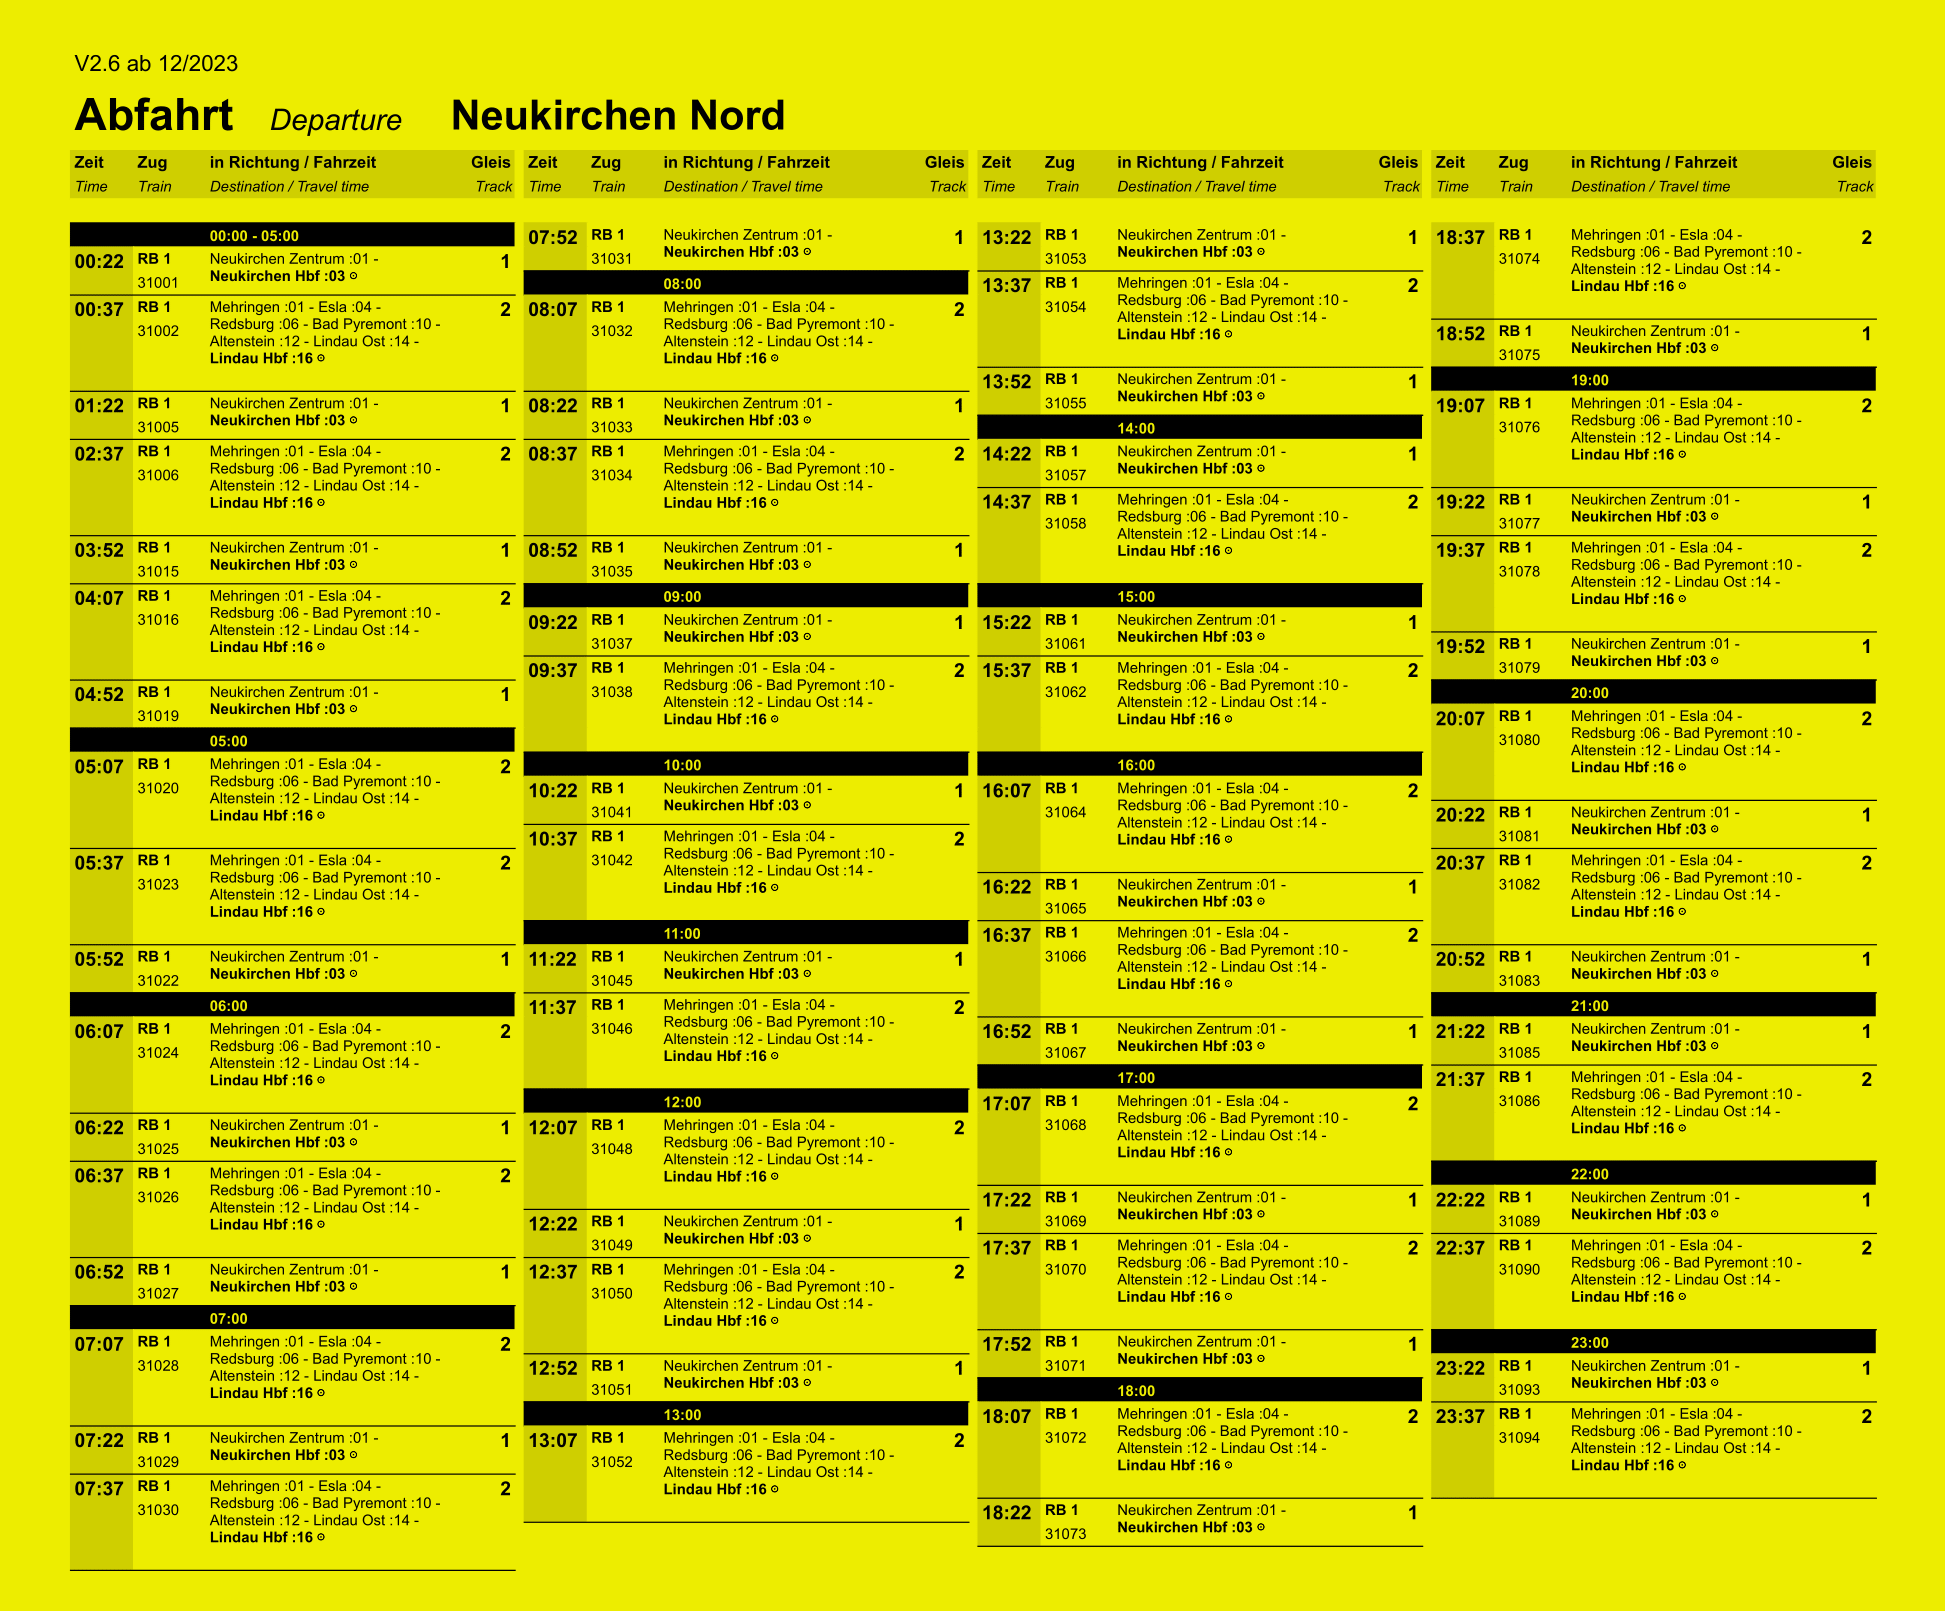 V2.6 ab 12/2023
Abfahrt Departure Neukirchen Nord
Zeit Zug in Richtung / Fahrzeit Gleis
Time Train Destination / Travel time Track
00:00 - 05:00
00:22 RB 1 Neukirchen Zentrum :01 - 1
31001 Neukirchen Hbf :03 ⊙
00:37 RB 1 Mehringen :01 - Esla :04 - 2
31002 Redsburg :06 - Bad Pyremont :10 -
Altenstein :12 - Lindau Ost :14 -
Lindau Hbf :16 ⊙
01:22 RB 1 Neukirchen Zentrum :01 - 1
31005 Neukirchen Hbf :03 ⊙
02:37 RB 1 Mehringen :01 - Esla :04 - 2
31006 Redsburg :06 - Bad Pyremont :10 -
Altenstein :12 - Lindau Ost :14 -
Lindau Hbf :16 ⊙
03:52 RB 1 Neukirchen Zentrum :01 - 1
31015 Neukirchen Hbf :03 ⊙
04:07 RB 1 Mehringen :01 - Esla :04 - 2
31016 Redsburg :06 - Bad Pyremont :10 -
Altenstein :12 - Lindau Ost :14 -
Lindau Hbf :16 ⊙
04:52 RB 1 Neukirchen Zentrum :01 - 1
31019 Neukirchen Hbf :03 ⊙
05:00
05:07 RB 1 Mehringen :01 - Esla :04 - 2
31020 Redsburg :06 - Bad Pyremont :10 -
Altenstein :12 - Lindau Ost :14 -
Lindau Hbf :16 ⊙
05:37 RB 1 Mehringen :01 - Esla :04 - 2
31023 Redsburg :06 - Bad Pyremont :10 -
Altenstein :12 - Lindau Ost :14 -
Lindau Hbf :16 ⊙
05:52 RB 1 Neukirchen Zentrum :01 - 1
31022 Neukirchen Hbf :03 ⊙
06:00
06:07 RB 1 Mehringen :01 - Esla :04 - 2
31024 Redsburg :06 - Bad Pyremont :10 -
Altenstein :12 - Lindau Ost :14 -
Lindau Hbf :16 ⊙
06:22 RB 1 Neukirchen Zentrum :01 - 1
31025 Neukirchen Hbf :03 ⊙
06:37 RB 1 Mehringen :01 - Esla :04 - 2
31026 Redsburg :06 - Bad Pyremont :10 -
Altenstein :12 - Lindau Ost :14 -
Lindau Hbf :16 ⊙
06:52 RB 1 Neukirchen Zentrum :01 - 1
31027 Neukirchen Hbf :03 ⊙
07:00
07:07 RB 1 Mehringen :01 - Esla :04 - 2
31028 Redsburg :06 - Bad Pyremont :10 -
Altenstein :12 - Lindau Ost :14 -
Lindau Hbf :16 ⊙
07:22 RB 1 Neukirchen Zentrum :01 - 1
31029 Neukirchen Hbf :03 ⊙
07:37 RB 1 Mehringen :01 - Esla :04 - 2
31030 Redsburg :06 - Bad Pyremont :10 -
Altenstein :12 - Lindau Ost :14 -
Lindau Hbf :16 ⊙
Zeit Zug in Richtung / Fahrzeit Gleis
Time Train Destination / Travel time Track
07:52 RB 1 Neukirchen Zentrum :01 - 1
31031 Neukirchen Hbf :03 ⊙
08:00
08:07 RB 1 Mehringen :01 - Esla :04 - 2
31032 Redsburg :06 - Bad Pyremont :10 -
Altenstein :12 - Lindau Ost :14 -
Lindau Hbf :16 ⊙
08:22 RB 1 Neukirchen Zentrum :01 - 1
31033 Neukirchen Hbf :03 ⊙
08:37 RB 1 Mehringen :01 - Esla :04 - 2
31034 Redsburg :06 - Bad Pyremont :10 -
Altenstein :12 - Lindau Ost :14 -
Lindau Hbf :16 ⊙
08:52 RB 1 Neukirchen Zentrum :01 - 1
31035 Neukirchen Hbf :03 ⊙
09:00
09:22 RB 1 Neukirchen Zentrum :01 - 1
31037 Neukirchen Hbf :03 ⊙
09:37 RB 1 Mehringen :01 - Esla :04 - 2
31038 Redsburg :06 - Bad Pyremont :10 -
Altenstein :12 - Lindau Ost :14 -
Lindau Hbf :16 ⊙
10:00
10:22 RB 1 Neukirchen Zentrum :01 - 1
31041 Neukirchen Hbf :03 ⊙
10:37 RB 1 Mehringen :01 - Esla :04 - 2
31042 Redsburg :06 - Bad Pyremont :10 -
Altenstein :12 - Lindau Ost :14 -
Lindau Hbf :16 ⊙
11:00
11:22 RB 1 Neukirchen Zentrum :01 - 1
31045 Neukirchen Hbf :03 ⊙
11:37 RB 1 Mehringen :01 - Esla :04 - 2
31046 Redsburg :06 - Bad Pyremont :10 -
Altenstein :12 - Lindau Ost :14 -
Lindau Hbf :16 ⊙
12:00
12:07 RB 1 Mehringen :01 - Esla :04 - 2
31048 Redsburg :06 - Bad Pyremont :10 -
Altenstein :12 - Lindau Ost :14 -
Lindau Hbf :16 ⊙
12:22 RB 1 Neukirchen Zentrum :01 - 1
31049 Neukirchen Hbf :03 ⊙
12:37 RB 1 Mehringen :01 - Esla :04 - 2
31050 Redsburg :06 - Bad Pyremont :10 -
Altenstein :12 - Lindau Ost :14 -
Lindau Hbf :16 ⊙
12:52 RB 1 Neukirchen Zentrum :01 - 1
31051 Neukirchen Hbf :03 ⊙
13:00
13:07 RB 1 Mehringen :01 - Esla :04 - 2
31052 Redsburg :06 - Bad Pyremont :10 -
Altenstein :12 - Lindau Ost :14 -
Lindau Hbf :16 ⊙
Zeit Zug in Richtung / Fahrzeit Gleis
Time Train Destination / Travel time Track
13:22 RB 1 Neukirchen Zentrum :01 - 1
31053 Neukirchen Hbf :03 ⊙
13:37 RB 1 Mehringen :01 - Esla :04 - 2
31054 Redsburg :06 - Bad Pyremont :10 -
Altenstein :12 - Lindau Ost :14 -
Lindau Hbf :16 ⊙
13:52 RB 1 Neukirchen Zentrum :01 - 1
31055 Neukirchen Hbf :03 ⊙
14:00
14:22 RB 1 Neukirchen Zentrum :01 - 1
31057 Neukirchen Hbf :03 ⊙
14:37 RB 1 Mehringen :01 - Esla :04 - 2
31058 Redsburg :06 - Bad Pyremont :10 -
Altenstein :12 - Lindau Ost :14 -
Lindau Hbf :16 ⊙
15:00
15:22 RB 1 Neukirchen Zentrum :01 - 1
31061 Neukirchen Hbf :03 ⊙
15:37 RB 1 Mehringen :01 - Esla :04 - 2
31062 Redsburg :06 - Bad Pyremont :10 -
Altenstein :12 - Lindau Ost :14 -
Lindau Hbf :16 ⊙
16:00
16:07 RB 1 Mehringen :01 - Esla :04 - 2
31064 Redsburg :06 - Bad Pyremont :10 -
Altenstein :12 - Lindau Ost :14 -
Lindau Hbf :16 ⊙
16:22 RB 1 Neukirchen Zentrum :01 - 1
31065 Neukirchen Hbf :03 ⊙
16:37 RB 1 Mehringen :01 - Esla :04 - 2
31066 Redsburg :06 - Bad Pyremont :10 -
Altenstein :12 - Lindau Ost :14 -
Lindau Hbf :16 ⊙
16:52 RB 1 Neukirchen Zentrum :01 - 1
31067 Neukirchen Hbf :03 ⊙
17:00
17:07 RB 1 Mehringen :01 - Esla :04 - 2
31068 Redsburg :06 - Bad Pyremont :10 -
Altenstein :12 - Lindau Ost :14 -
Lindau Hbf :16 ⊙
17:22 RB 1 Neukirchen Zentrum :01 - 1
31069 Neukirchen Hbf :03 ⊙
17:37 RB 1 Mehringen :01 - Esla :04 - 2
31070 Redsburg :06 - Bad Pyremont :10 -
Altenstein :12 - Lindau Ost :14 -
Lindau Hbf :16 ⊙
17:52 RB 1 Neukirchen Zentrum :01 - 1
31071 Neukirchen Hbf :03 ⊙
18:00
18:07 RB 1 Mehringen :01 - Esla :04 - 2
31072 Redsburg :06 - Bad Pyremont :10 -
Altenstein :12 - Lindau Ost :14 -
Lindau Hbf :16 ⊙
18:22 RB 1 Neukirchen Zentrum :01 - 1
31073 Neukirchen Hbf :03 ⊙
Zeit Zug in Richtung / Fahrzeit Gleis
Time Train Destination / Travel time Track
18:37 RB 1 Mehringen :01 - Esla :04 - 2
31074 Redsburg :06 - Bad Pyremont :10 -
Altenstein :12 - Lindau Ost :14 -
Lindau Hbf :16 ⊙
18:52 RB 1 Neukirchen Zentrum :01 - 1
31075 Neukirchen Hbf :03 ⊙
19:00
19:07 RB 1 Mehringen :01 - Esla :04 - 2
31076 Redsburg :06 - Bad Pyremont :10 -
Altenstein :12 - Lindau Ost :14 -
Lindau Hbf :16 ⊙
19:22 RB 1 Neukirchen Zentrum :01 - 1
31077 Neukirchen Hbf :03 ⊙
19:37 RB 1 Mehringen :01 - Esla :04 - 2
31078 Redsburg :06 - Bad Pyremont :10 -
Altenstein :12 - Lindau Ost :14 -
Lindau Hbf :16 ⊙
19:52 RB 1 Neukirchen Zentrum :01 - 1
31079 Neukirchen Hbf :03 ⊙
20:00
20:07 RB 1 Mehringen :01 - Esla :04 - 2
31080 Redsburg :06 - Bad Pyremont :10 -
Altenstein :12 - Lindau Ost :14 -
Lindau Hbf :16 ⊙
20:22 RB 1 Neukirchen Zentrum :01 - 1
31081 Neukirchen Hbf :03 ⊙
20:37 RB 1 Mehringen :01 - Esla :04 - 2
31082 Redsburg :06 - Bad Pyremont :10 -
Altenstein :12 - Lindau Ost :14 -
Lindau Hbf :16 ⊙
20:52 RB 1 Neukirchen Zentrum :01 - 1
31083 Neukirchen Hbf :03 ⊙
21:00
21:22 RB 1 Neukirchen Zentrum :01 - 1
31085 Neukirchen Hbf :03 ⊙
21:37 RB 1 Mehringen :01 - Esla :04 - 2
31086 Redsburg :06 - Bad Pyremont :10 -
Altenstein :12 - Lindau Ost :14 -
Lindau Hbf :16 ⊙
22:00
22:22 RB 1 Neukirchen Zentrum :01 - 1
31089 Neukirchen Hbf :03 ⊙
22:37 RB 1 Mehringen :01 - Esla :04 - 2
31090 Redsburg :06 - Bad Pyremont :10 -
Altenstein :12 - Lindau Ost :14 -
Lindau Hbf :16 ⊙
23:00
23:22 RB 1 Neukirchen Zentrum :01 - 1
31093 Neukirchen Hbf :03 ⊙
23:37 RB 1 Mehringen :01 - Esla :04 - 2
31094 Redsburg :06 - Bad Pyremont :10 -
Altenstein :12 - Lindau Ost :14 -
Lindau Hbf :16 ⊙